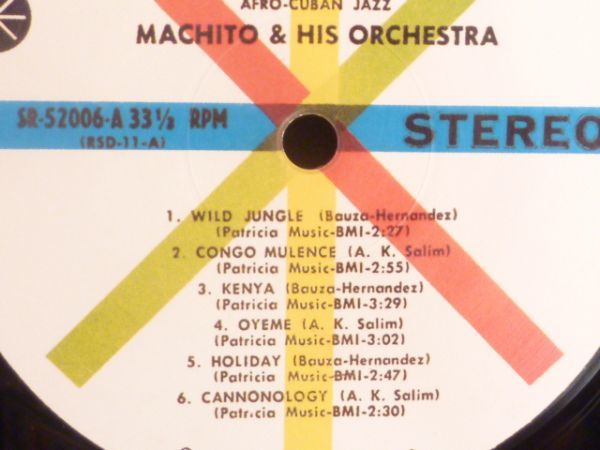 AFRO-CUBAN JAZZ
MACHITO & HIS ORCHESTRA
SR-52006-A 33⅓ RPM STEREO
(RSD-11-A)
1. WILD JUNGLE (Bauza-Hernandez)
(Patricia Music-BMI-2:27)
2. CONGO MULENCE (A. K. Salim)
(Patricia Music-BMI-2:55)
3. KENYA (Bauza-Hernandez)
(Patricia Music-BMI-3:29)
4. OYEME (A. K. Salim)
(Patricia Music-BMI-3:02)
5. HOLIDAY (Bauza-Hernandez)
(Patricia Music-BMI-2:47)
6. CANNONOLOGY (A. K. Salim)
(Patricia Music-BMI-2:30)